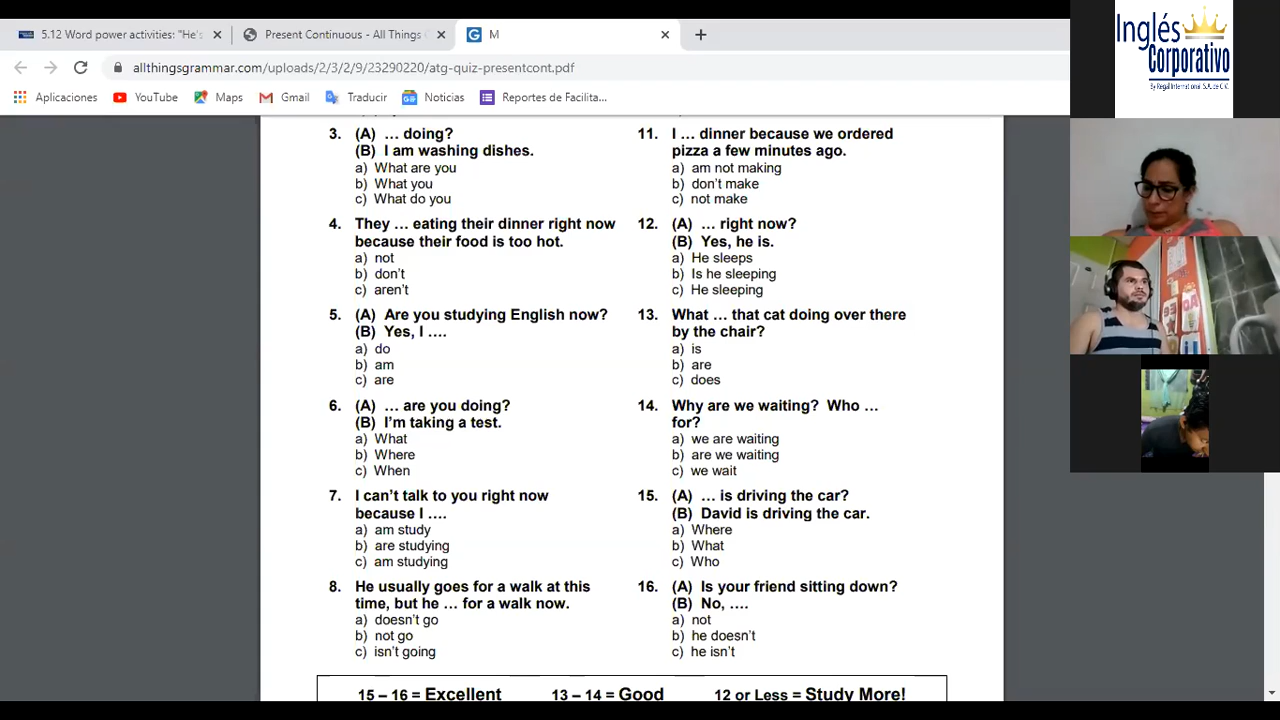 5.12 Word power activities: "He's
Present Continuous - All Things
M
allthingsgrammar.com/uploads/2/3/2/9/23290220/atg-quiz-presentcont.pdf
Aplicaciones
YouTube
Maps
Gmail
Traducir
Noticias
Reportes de Facilita...
Inglés
Corporativo
By Regal International S.A. de C.V.
3. (A) … doing?
(B) I am washing dishes.
a) What are you
b) What you
c) What do you
4. They … eating their dinner right now
because their food is too hot.
a) not
b) don't
c) aren't
5. (A) Are you studying English now?
(B) Yes, I ….
a) do
b) am
c) are
6. (A) … are you doing?
(B) I'm taking a test.
a) What
b) Where
c) When
7. I can't talk to you right now
because I ….
a) am study
b) are studying
c) am studying
8. He usually goes for a walk at this
time, but he … for a walk now.
a) doesn't go
b) not go
c) isn't going
11. I … dinner because we ordered
pizza a few minutes ago.
a) am not making
b) don't make
c) not make
12. (A) … right now?
(B) Yes, he is.
a) He sleeps
b) Is he sleeping
c) He sleeping
13. What … that cat doing over there
by the chair?
a) is
b) are
c) does
14. Why are we waiting? Who …
for?
a) we are waiting
b) are we waiting
c) we wait
15. (A) … is driving the car?
(B) David is driving the car.
a) Where
b) What
c) Who
16. (A) Is your friend sitting down?
(B) No, ….
a) not
b) he doesn't
c) he isn't
15 – 16 = Excellent 13 – 14 = Good 12 or Less = Study More!